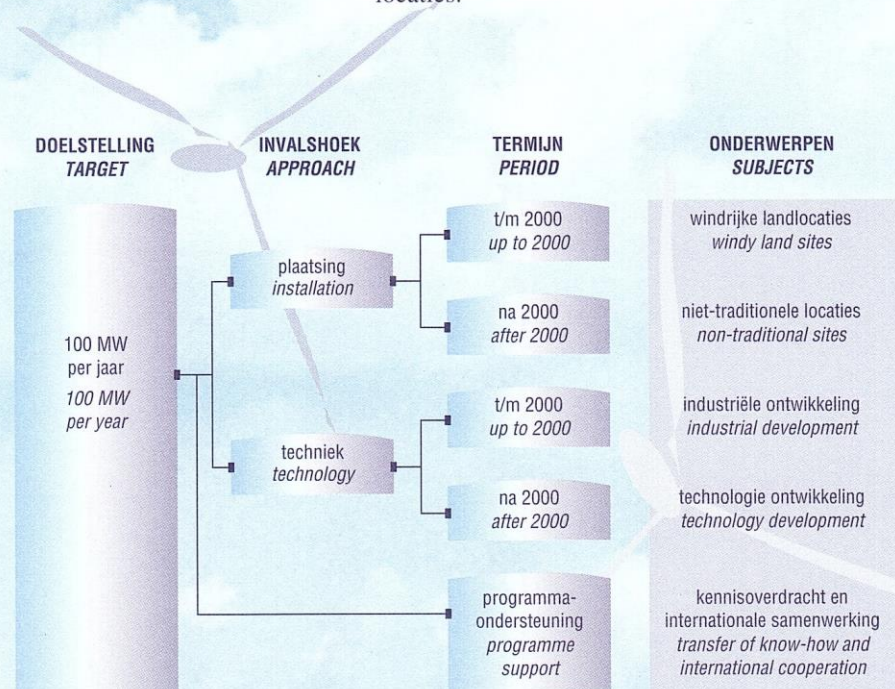 locaties.
DOELSTELLING
TARGET
INVALSHOEK
APPROACH
TERMIJN
PERIOD
ONDERWERPEN
SUBJECTS
100 MW
per jaar
100 MW
per year
plaatsing
installation
t/m 2000
up to 2000
windrijke landlocaties
windy land sites
na 2000
after 2000
niet-traditionele locaties
non-traditional sites
techniek
technology
t/m 2000
up to 2000
industriële ontwikkeling
industrial development
na 2000
after 2000
technologie ontwikkeling
technology development
programma-
ondersteuning
programme
support
kennisoverdracht en
internationale samenwerking
transfer of know-how and
international cooperation